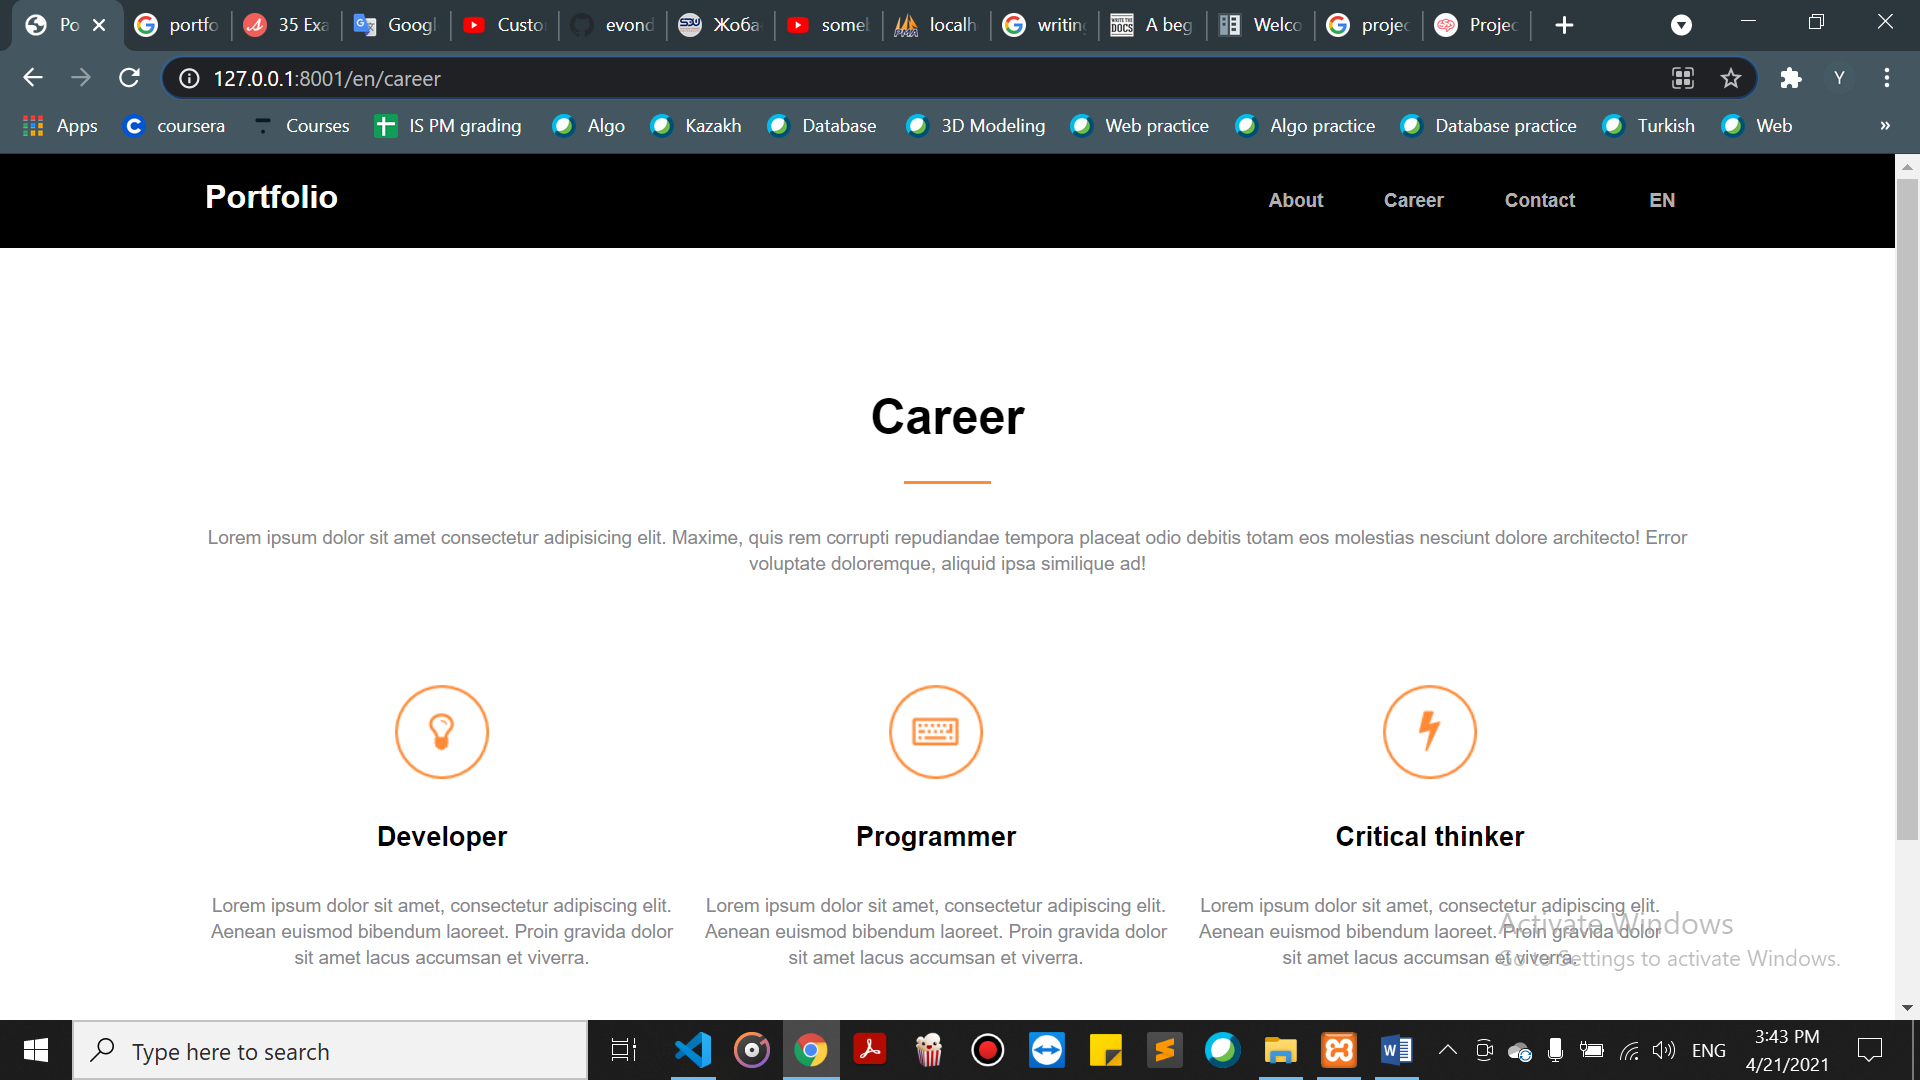 Po
portfo
35 Exa
Googl
Custo
evond
Жоба
some
localh
writin
A beg
Welco
projec
Projec
127.0.0.1:8001/en/career
Y
Apps
coursera
Courses
IS PM grading
Algo
Kazakh
Database
3D Modeling
Web practice
Algo practice
Database practice
Turkish
Web
»
Portfolio
About
Career
Contact
EN
Career
Lorem ipsum dolor sit amet consectetur adipisicing elit. Maxime, quis rem corrupti repudiandae tempora placeat odio debitis totam eos molestias nesciunt dolore architecto! Error
voluptate doloremque, aliquid ipsa similique ad!
Developer
Lorem ipsum dolor sit amet, consectetur adipiscing elit.
Aenean euismod bibendum laoreet. Proin gravida dolor
sit amet lacus accumsan et viverra.
Programmer
Lorem ipsum dolor sit amet, consectetur adipiscing elit.
Aenean euismod bibendum laoreet. Proin gravida dolor
sit amet lacus accumsan et viverra.
Critical thinker
Lorem ipsum dolor sit amet, consectetur adipiscing elit.
Aenean euismod bibendum laoreet. Proin gravida dolor
sit amet lacus accumsan et viverra.
Activate Windows
Go to Settings to activate Windows.
Type here to search
ENG
3:43 PM
4/21/2021